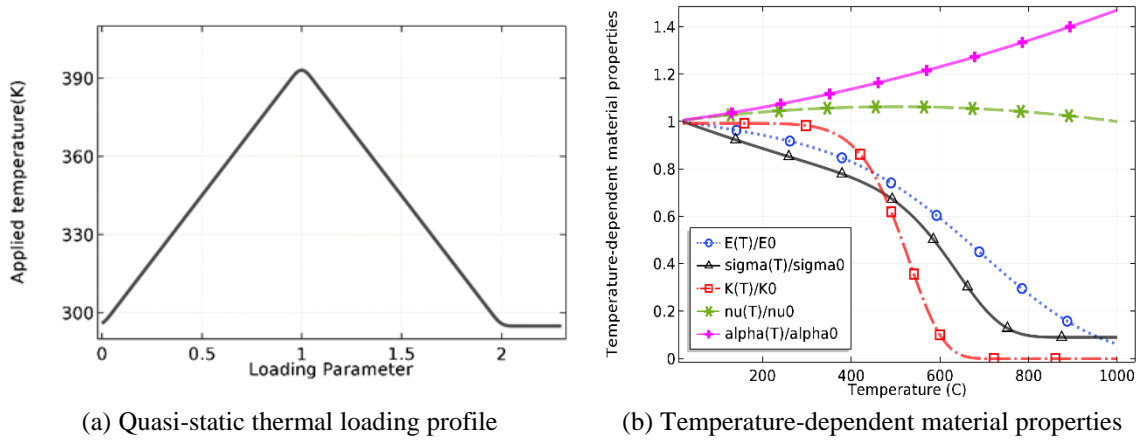 Applied temperature(K)
390
360
330
300
0
0.5
1
1.5
2
Loading Parameter
(a) Quasi-static thermal loading profile
Temperature-dependent material properties
1.4
1.2
1
0.8
0.6
0.4
0.2
0
E(T)/E0
sigma(T)/sigma0
K(T)/K0
nu(T)/nu0
alpha(T)/alpha0
200
400
600
800
1000
Temperature (C)
(b) Temperature-dependent material properties